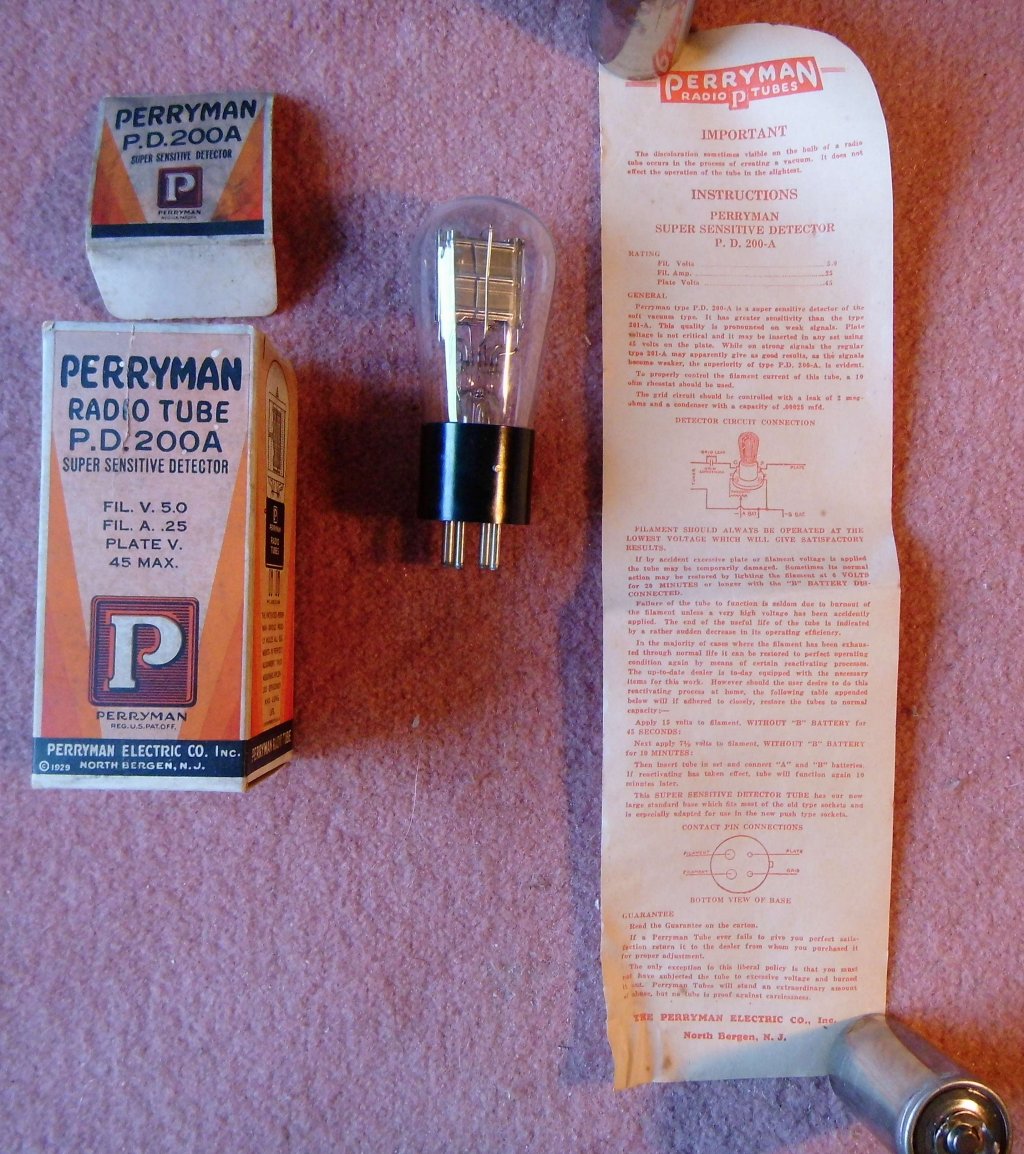 PERRYMAN
P.D.200A
SUPER SENSITIVE DETECTOR
P
PERRYMAN
REG.U.S.PAT.OFF.
PERRYMAN
RADIO TUBE
P.D.200A
SUPER SENSITIVE DETECTOR
FIL. V. 5.0
FIL. A. .25
PLATE V.
45 MAX.
P
PERRYMAN
REG. U.S. PAT. OFF.
PERRYMAN ELECTRIC CO. Inc.
©1929 NORTH BERGEN, N.J.
PERRYMAN
RADIO
TUBES
PERRYMAN RADIO TUBE
PERRYMAN
RADIO P TUBES
IMPORTANT
The discoloration sometimes visible on the bulb of a radio
tube occurs in the process of creating a vacuum. It does not
effect the operation of the tube in the slightest.
INSTRUCTIONS
PERRYMAN
SUPER SENSITIVE DETECTOR
P. D. 200-A
RATING
Fil. Volts 5.0
Fil. Amp. .25
Plate Volts 45
GENERAL
Perryman type P.D. 200-A is a super sensitive detector of the
soft vacuum type. It has greater sensitivity than the type
201-A. This quality is pronounced on weak signals. Plate
voltage is not critical and it may be inserted in any set using
45 volts on the plate. While on strong signals the regular
type 201-A may apparently give as good results, as the signals
become weaker, the superiority of type P.D. 200-A. is evident.
To properly control the filament current of this tube, a 10
ohm rheostat should be used.
The grid circuit should be controlled with a leak of 2 meg-
ohms and a condenser with a capacity of .00025 mfd.
DETECTOR CIRCUIT CONNECTION
GRID LEAK
PLATE
TUNER
A BAT.
B BAT.
FILAMENT SHOULD ALWAYS BE OPERATED AT THE
LOWEST VOLTAGE WHICH WILL GIVE SATISFACTORY
RESULTS.
If by accident excessive plate or filament voltage is applied
the tube may be temporarily damaged. Sometimes its normal
action may be restored by lighting the filament at 6 VOLTS
for 20 MINUTES or longer with the "B" BATTERY DIS-
CONNECTED.
Failure of the tube to function is seldom due to burnout of
the filament unless a very high voltage has been accidently
applied. The end of the useful life of the tube is indicated
by a rather sudden decrease in its operating efficiency.
In the majority of cases where the filament has been exhaus-
ted through normal life it can be restored to perfect operating
condition again by means of certain reactivating processes.
The up-to-date dealer is to-day equipped with the necessary
items for this work. However should the user desire to do this
reactivating process at home, the following table appended
below will if adhered to closely, restore the tubes to normal
capacity:—
Apply 15 volts to filament, WITHOUT "B" BATTERY for
45 SECONDS:
Next apply 7½ volts to filament, WITHOUT "B" BATTERY
for 10 MINUTES:
Then insert tube in set and connect "A" and "B" batteries.
If reactivating has taken effect, tube will function again 10
minutes later.
This SUPER SENSITIVE DETECTOR TUBE has our new
large standard base which fits most of the old type sockets and
is especially adapted for use in the new push type sockets.
CONTACT PIN CONNECTIONS
FILAMENT PLATE
FILAMENT GRID
BOTTOM VIEW OF BASE
GUARANTEE
Read the Guarantee on the carton.
If a Perryman Tube ever fails to give you perfect satis-
faction return it to the dealer from whom you purchased it
for proper adjustment.
The only exception to this liberal policy is that you must
not have subjected the tube to excessive voltage and burned
it out. Perryman Tubes will stand an extraordinary amount
of abuse, but no tube is proof against carelessness.
THE PERRYMAN ELECTRIC CO., Inc.
North Bergen, N. J.